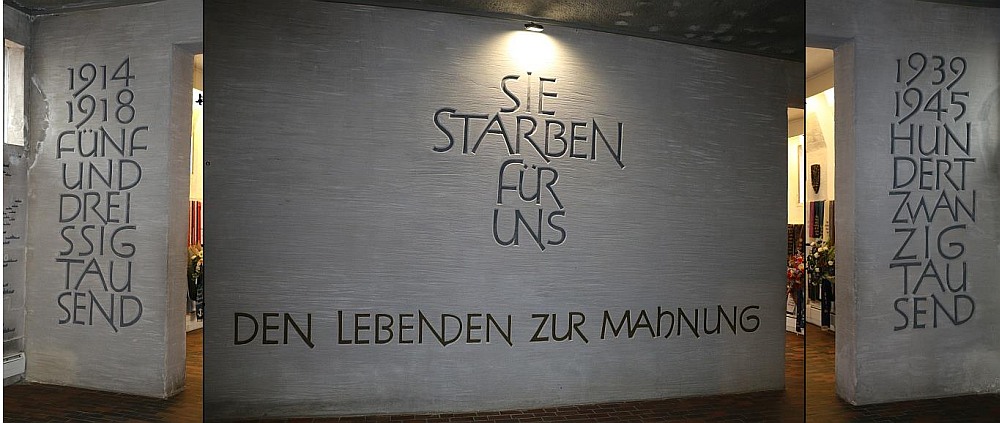 1914
1918
FÜNF
UND
DREI
SSIG
TAU
SEND
SIE
STARBEN
FÜR
UNS
DEN LEBENDEN ZUR MAHNUNG
1939
1945
HUN
DERT
ZWAN
ZIG
TAU
SEND